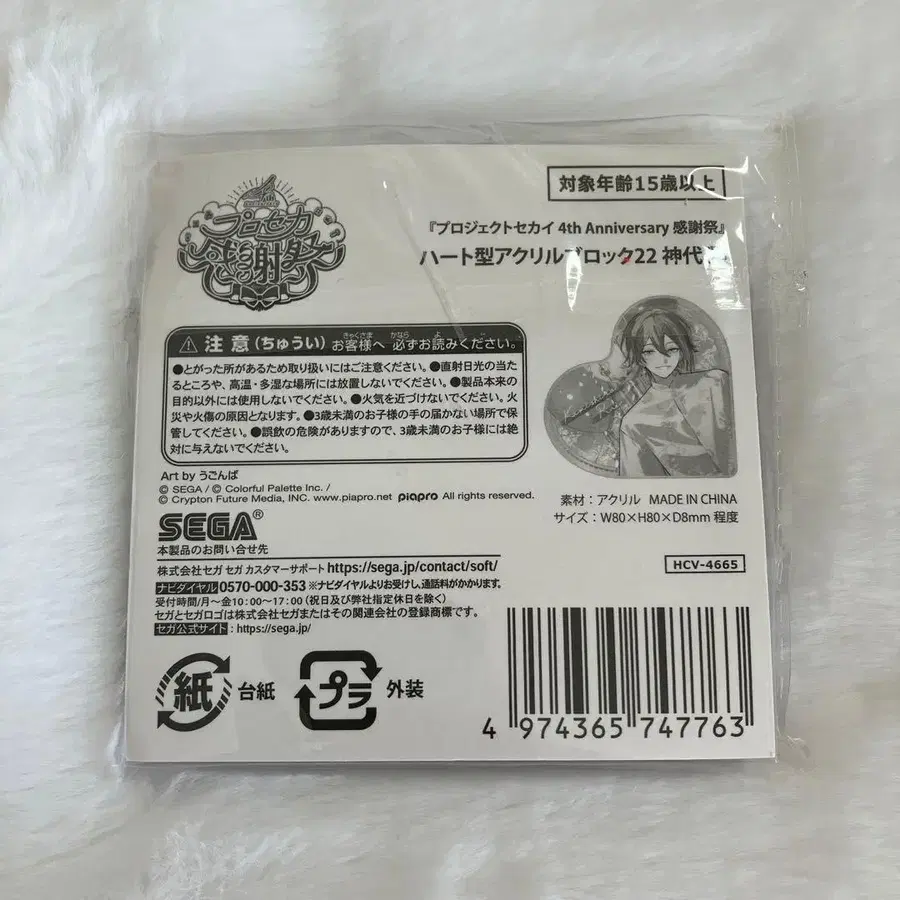 プロセカ
感謝祭
対象年齢15歳以上
『プロジェクトセカイ 4th Anniversary 感謝祭』
ハート型アクリルブロック22 神代
⚠ 注意(ちゅうい) お客様へ 必ずお読みください。
きゃくさま かなら よ
●とがった所があるため取り扱いにはご注意ください。●直射日光の当た
るところや、高温・多湿な場所には放置しないでください。●製品本来の
目的以外には使用しないでください。●火気を近づけないでください。火
災や火傷の原因となります。●3歳未満のお子様の手の届かない場所で保
管してください。●誤飲の危険がありますので、3歳未満のお子様には絶
対に与えないでください。
Art by うごんば
© SEGA / © Colorful Palette Inc. /
© Crypton Future Media, INC. www.piapro.net piapro All rights reserved.
素材：アクリル MADE IN CHINA
サイズ：W80×H80×D8mm 程度
SEGA®
本製品のお問い合せ先
株式会社セガ セガ カスタマーサポート https://sega.jp/contact/soft/
ナビダイヤル 0570-000-353 ※ナビダイヤルよりお受けし、通話料がかかります。
受付時間/月～金10：00～17：00（祝日及び弊社指定休日を除く）
セガとセガロゴは株式会社セガまたはその関連会社の登録商標です。
セガ公式サイト：https://sega.jp/
HCV-4665
紙 台紙
プラ 外装
4 974365 747763